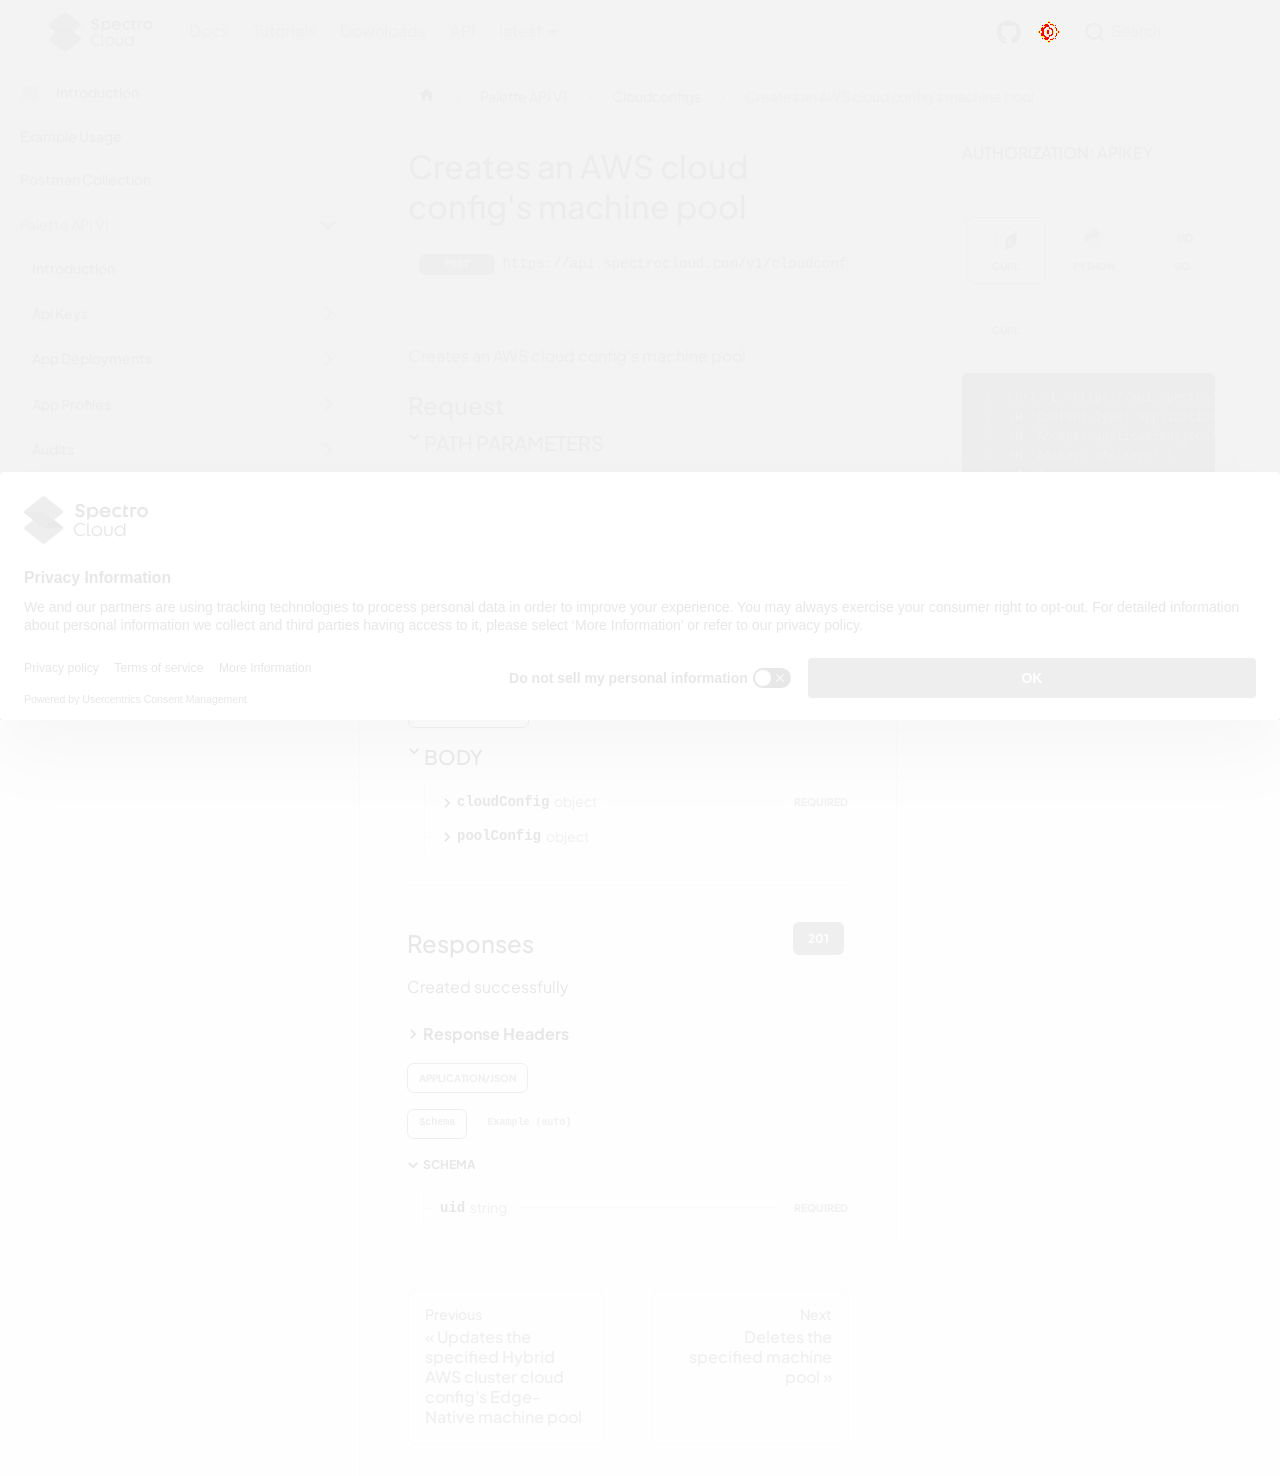 Spectro Cloud
Docs
Tutorials
Downloads
API
latest
Search
Introduction
Example Usage
Postman Collection
Palette API V1
Introduction
Api Keys
App Deployments
App Profiles
Audits
Palette API V1
Cloudconfigs
Creates an AWS cloud config's machine pool
Creates an AWS cloud
config's machine pool
POST
https://api.spectrocloud.com/v1/cloudconf
Creates an AWS cloud config's machine pool
Request
PATH PARAMETERS
AUTHORIZATION: APIKEY
CURL
PYTHON
GO
CURL
Spectro
Cloud
Privacy Information
We and our partners are using tracking technologies to process personal data in order to improve your experience. You may always exercise your consumer right to opt-out. For detailed information
about personal information we collect and third parties having access to it, please select ‘More Information’ or refer to our privacy policy.
Privacy policy
Terms of service
More Information
Do not sell my personal information
OK
Powered by Usercentrics Consent Management
BODY
cloudConfig object
REQUIRED
poolConfig object
Responses
201
Created successfully
Response Headers
APPLICATION/JSON
Schema
Example (auto)
SCHEMA
uid string
REQUIRED
Previous
« Updates the
specified Hybrid
AWS cluster cloud
config's Edge-
Native machine pool
Next
Deletes the
specified machine
pool »